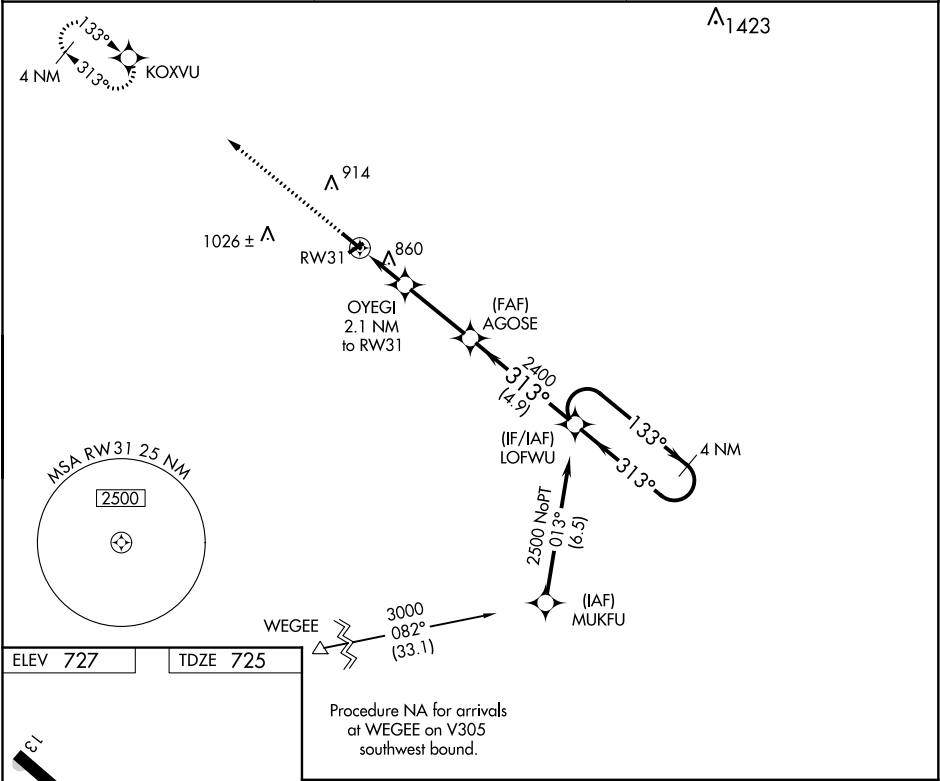 1423
133°
313°
4 NM
KOXVU
914
1026 ±
860
RW31
OYEGI
2.1 NM
to RW31
(FAF)
AGOSE
2400
313°
(4.9)
(IF/IAF)
LOFWU
133°
313°
4 NM
MSA RW31 25 NM
2500
2500 NoPT
013°
(6.5)
(IAF)
MUKFU
WEGEE
3000
082°
(33.1)
ELEV 727
TDZE 725
Procedure NA for arrivals
at WEGEE on V305
southwest bound.
13